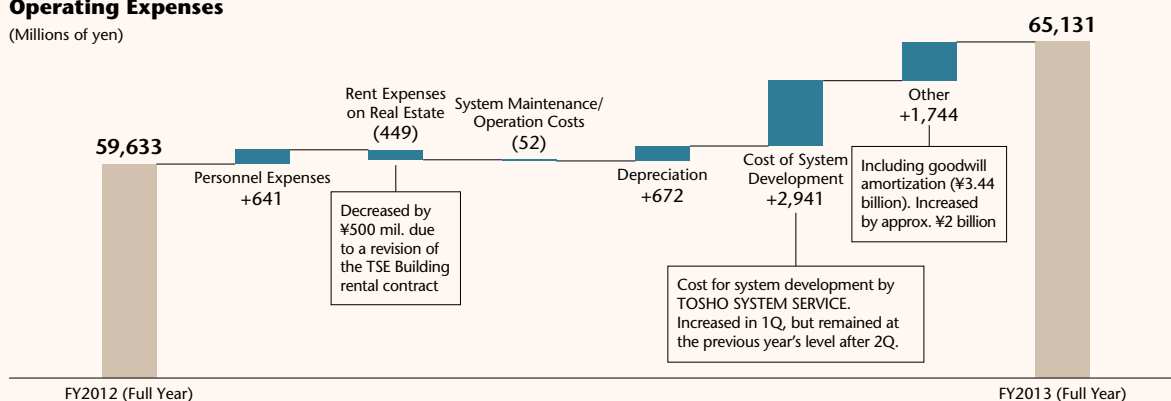 Operating Expenses
(Millions of yen)
59,633
Personnel Expenses
+641
Rent Expenses
on Real Estate
(449)
Decreased by
¥500 mil. due
to a revision of
the TSE Building
rental contract
System Maintenance/
Operation Costs
(52)
Depreciation
+672
Cost of System
Development
+2,941
Cost for system development by
TOSHO SYSTEM SERVICE.
Increased in 1Q, but remained at
the previous year's level after 2Q.
Other
+1,744
Including goodwill
amortization (¥3.44
billion). Increased
by approx. ¥2 billion
65,131
FY2012 (Full Year)
FY2013 (Full Year)